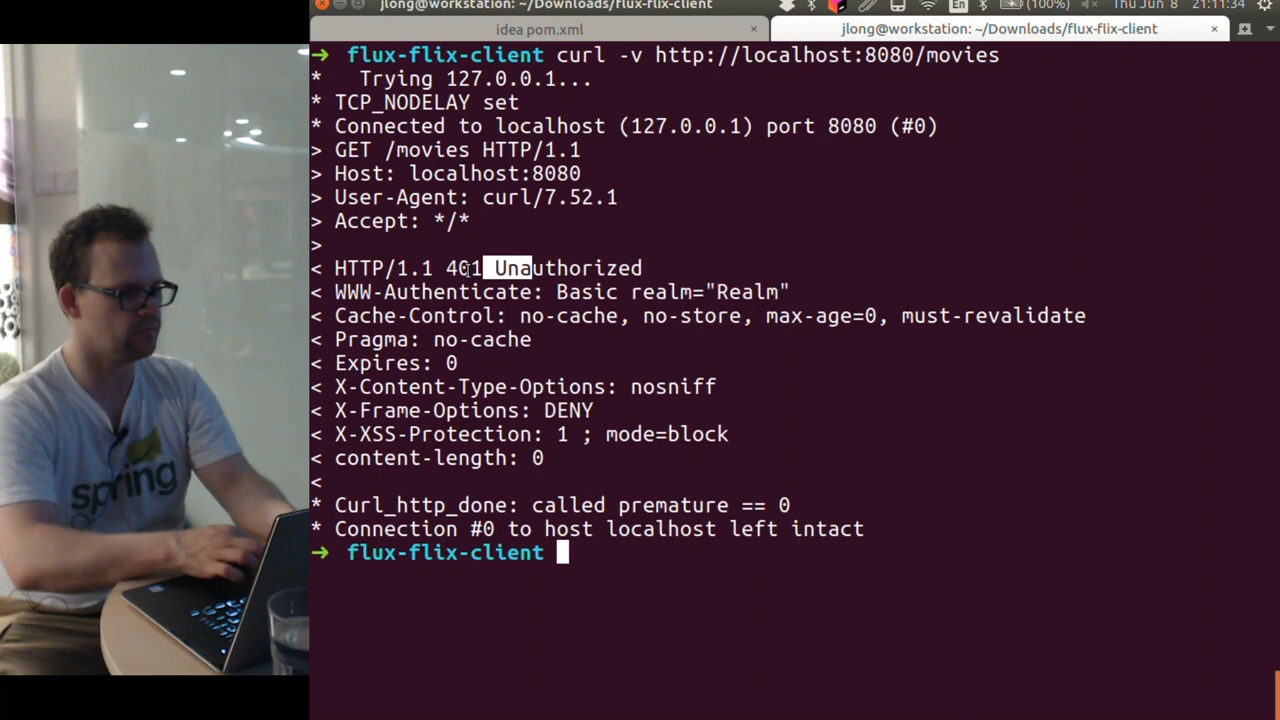 jlong@workstation: ~/Downloads/flux-flix-client
En
(100%)
Thu Jun 8 21:11:34
idea pom.xml ×
jlong@workstation: ~/Downloads/flux-flix-client ×
→ flux-flix-client curl -v http://localhost:8080/movies
* Trying 127.0.0.1...
* TCP_NODELAY set
* Connected to localhost (127.0.0.1) port 8080 (#0)
> GET /movies HTTP/1.1
> Host: localhost:8080
> User-Agent: curl/7.52.1
> Accept: */*
>
< HTTP/1.1 401 Unauthorized
< WWW-Authenticate: Basic realm="Realm"
< Cache-Control: no-cache, no-store, max-age=0, must-revalidate
< Pragma: no-cache
< Expires: 0
< X-Content-Type-Options: nosniff
< X-Frame-Options: DENY
< X-XSS-Protection: 1 ; mode=block
< content-length: 0
<
* Curl_http_done: called premature == 0
* Connection #0 to host localhost left intact
→ flux-flix-client
spring